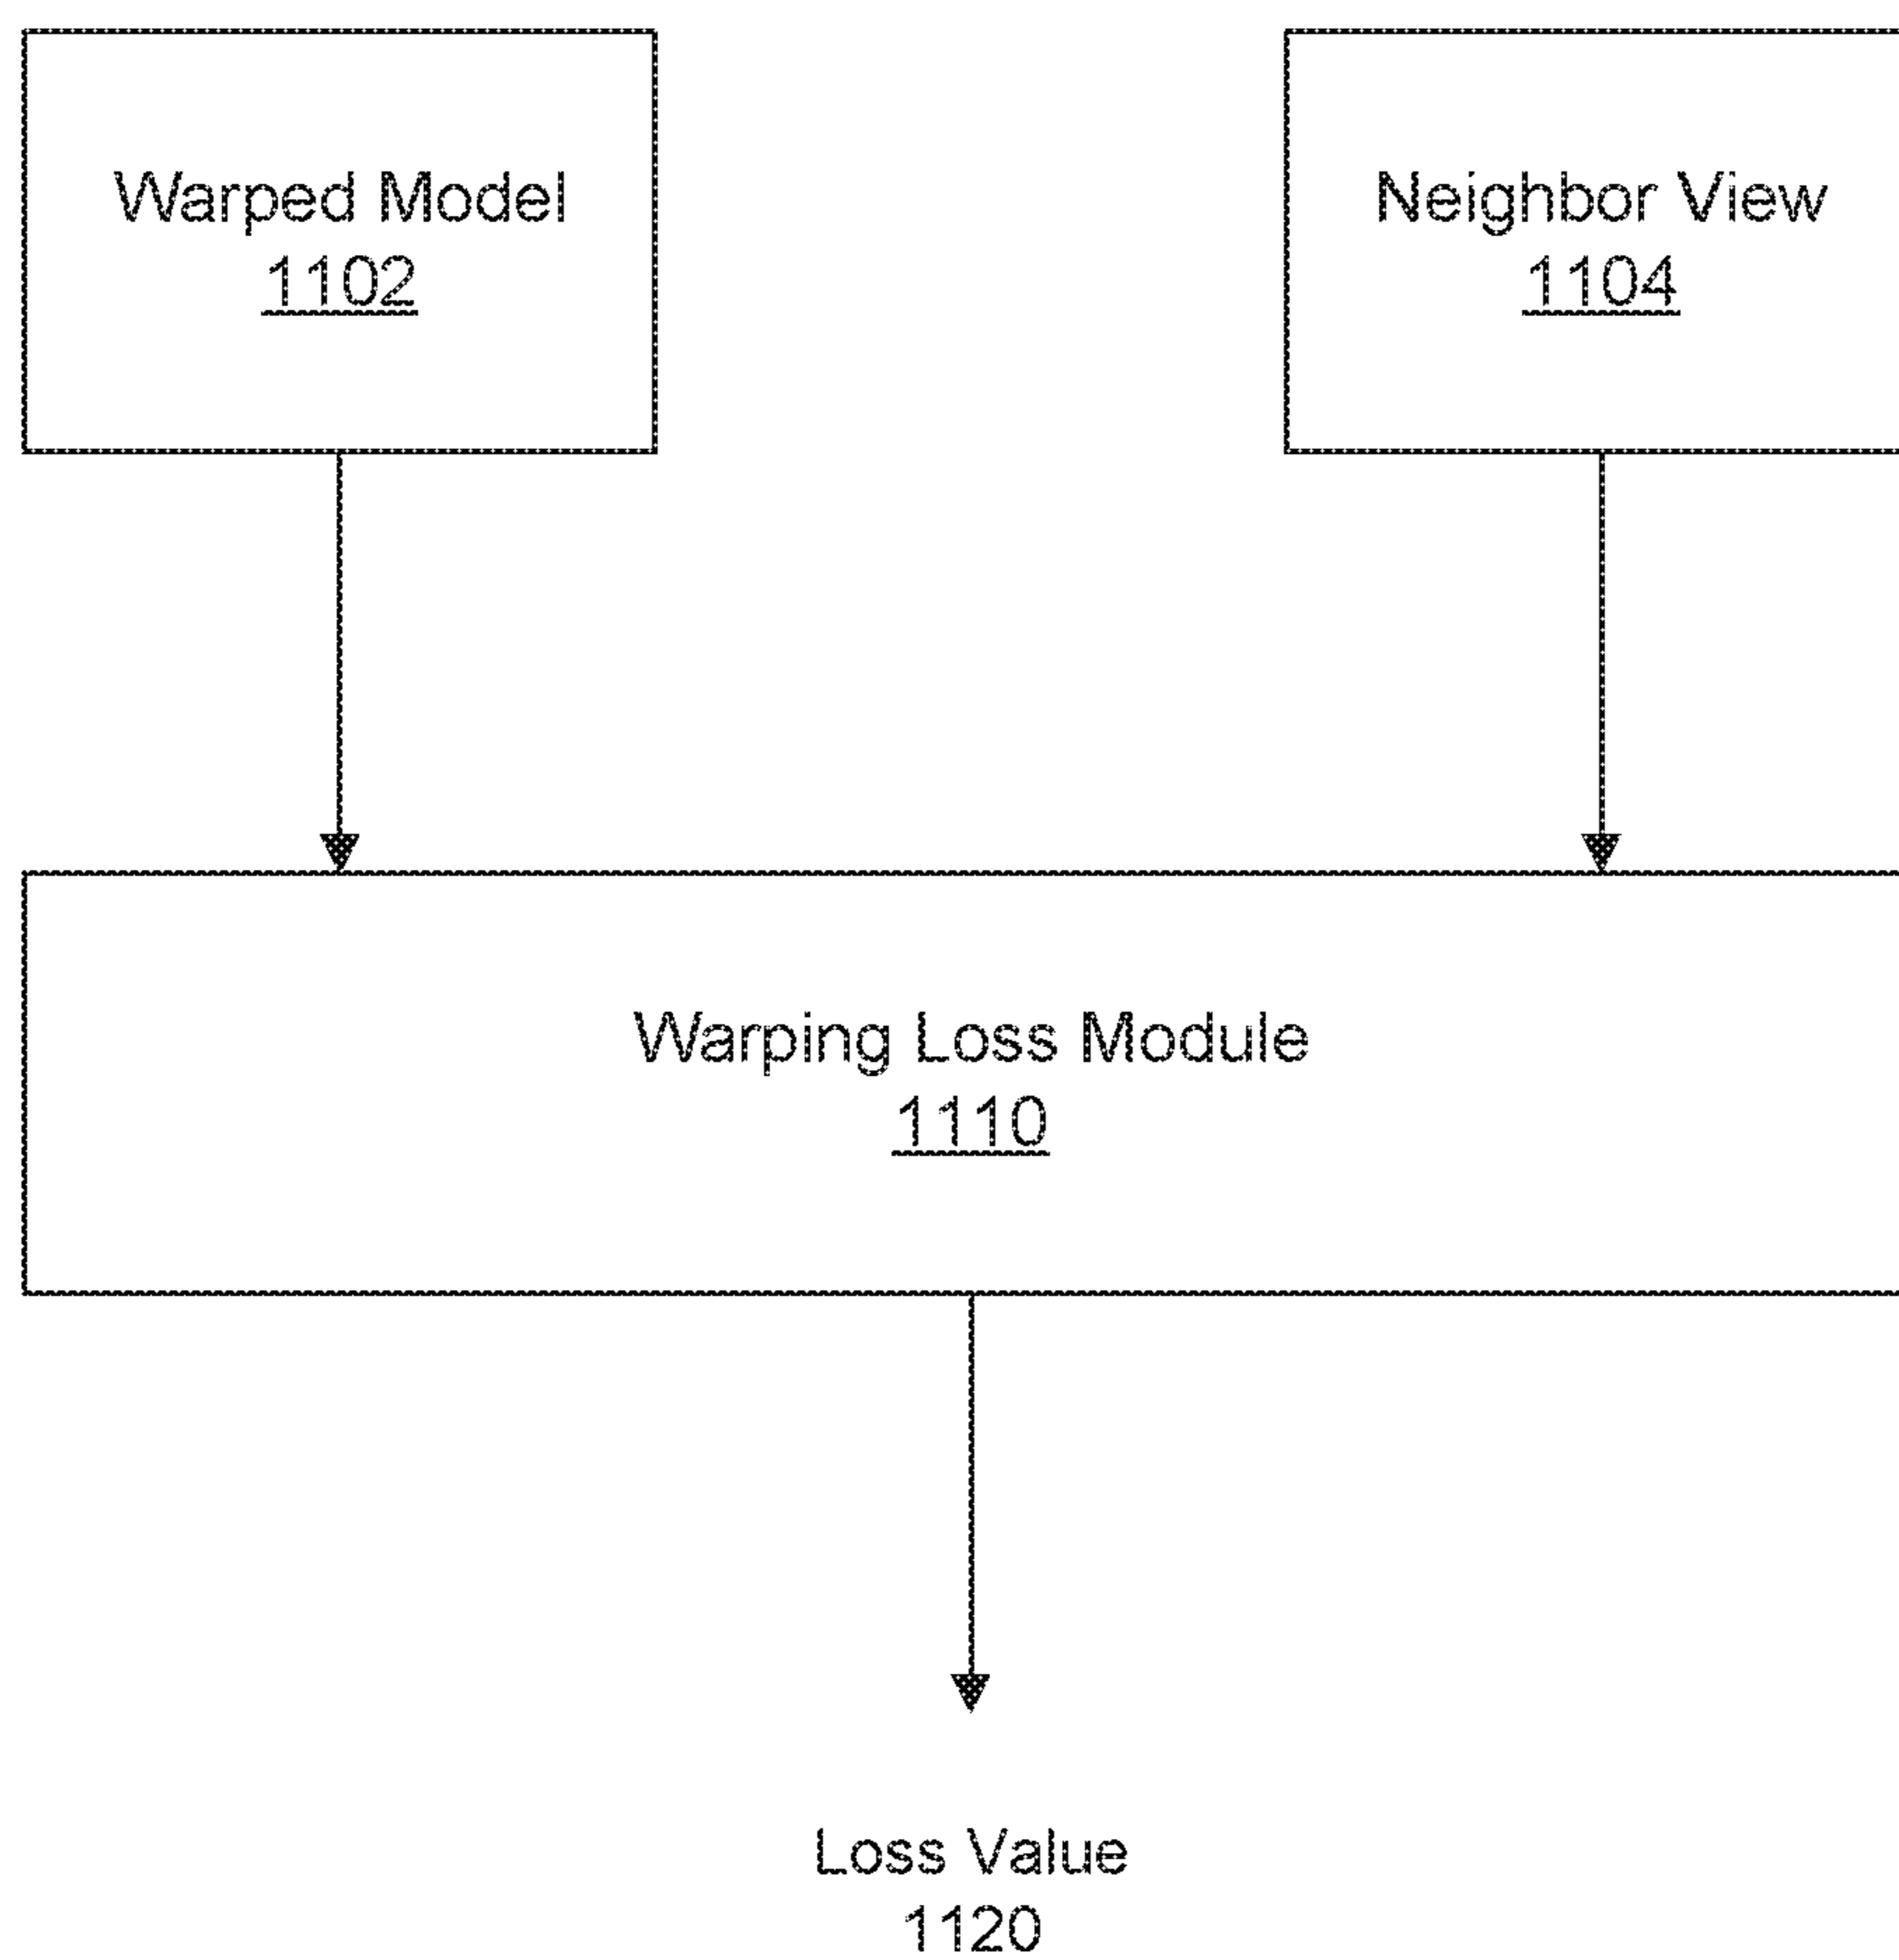 Warped Model
1102
Neighbor View
1104
Warping Loss Module
1110
Loss Value
1120